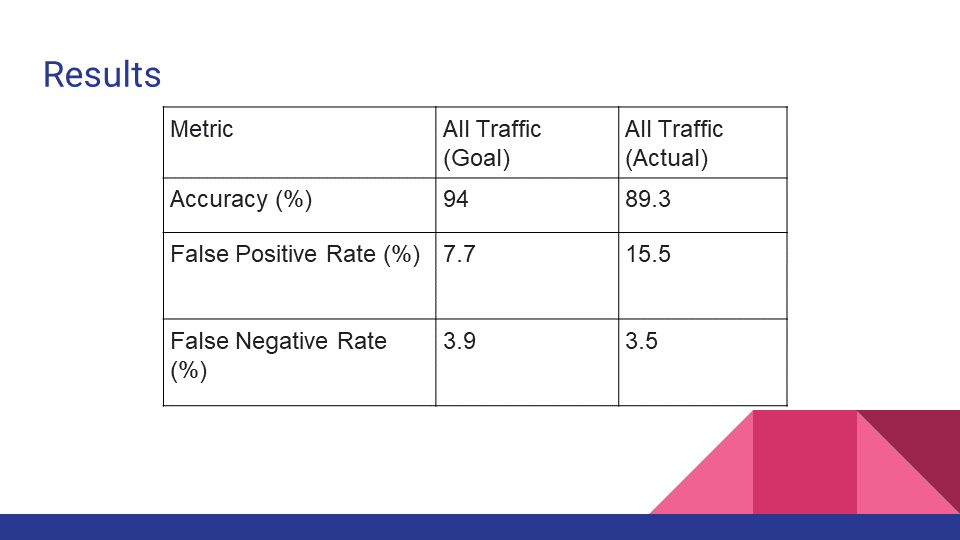 Results
Metric
All Traffic
(Goal)
All Traffic
(Actual)
Accuracy (%)
94
89.3
False Positive Rate (%)
7.7
15.5
False Negative Rate
(%)
3.9
3.5